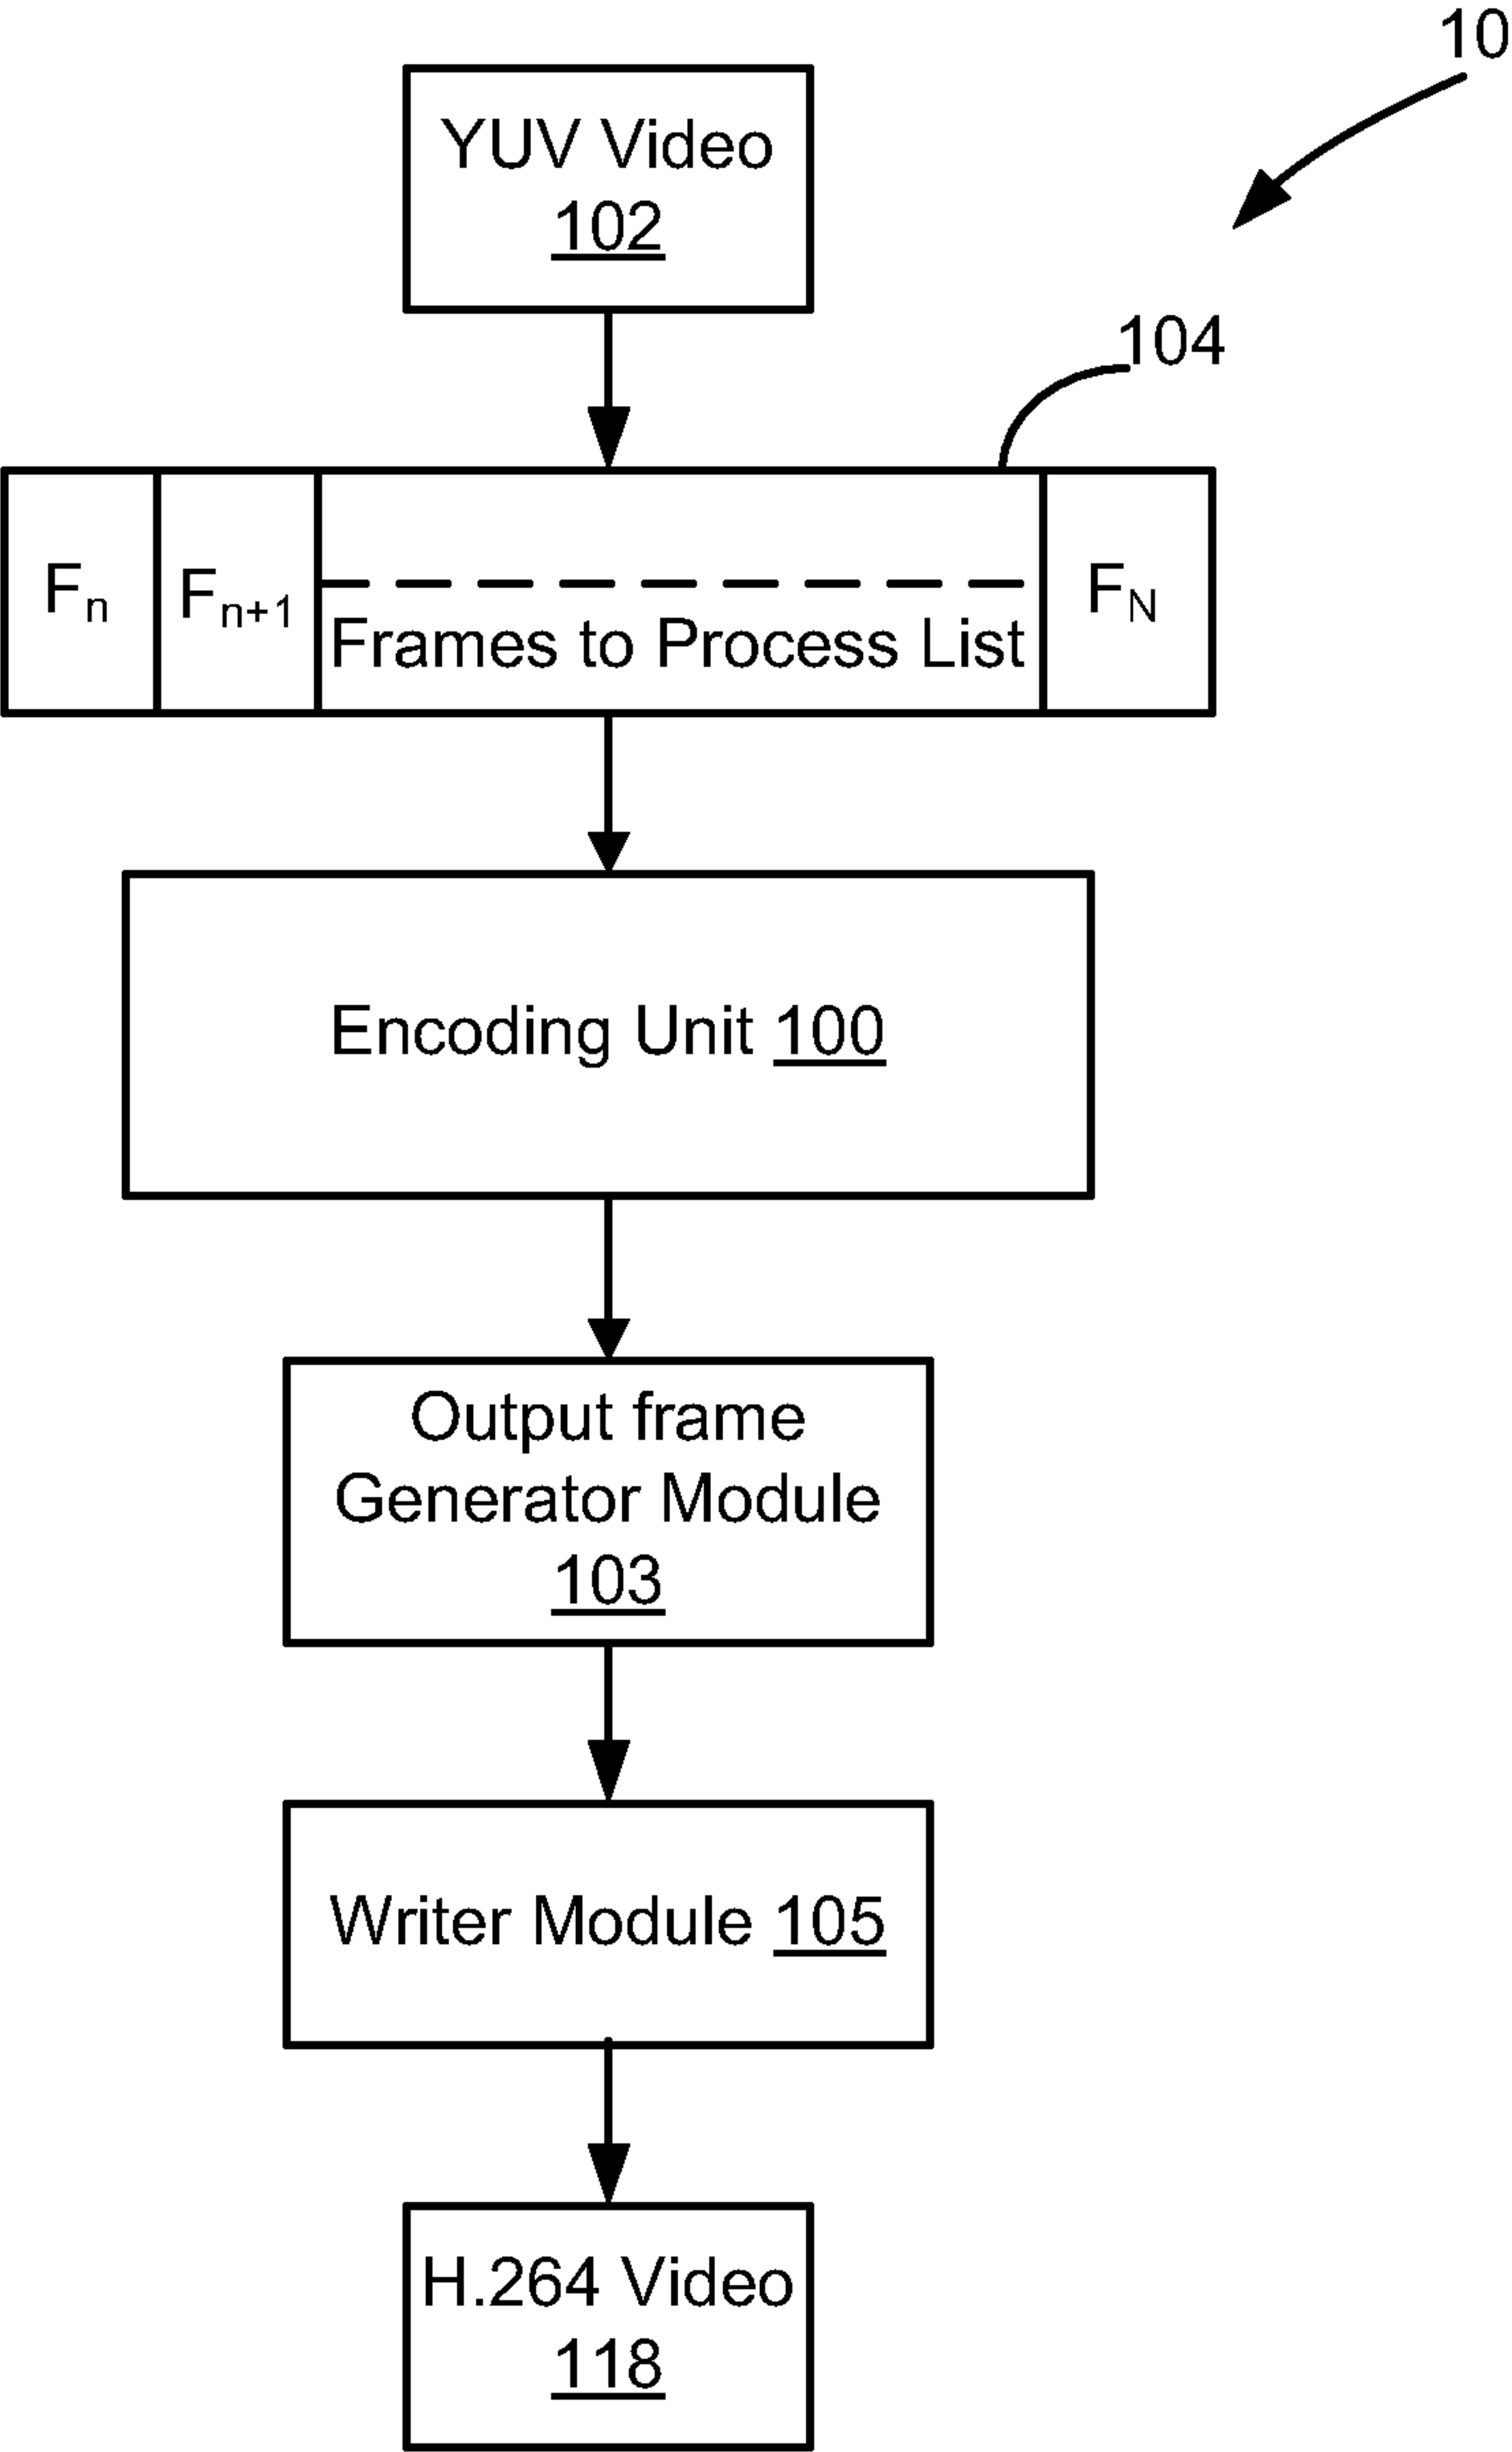 10
YUV Video
102
104
Fn
Fn+1
FN
Frames to Process List
Encoding Unit 100
Output frame
Generator Module
103
Writer Module 105
H.264 Video
118